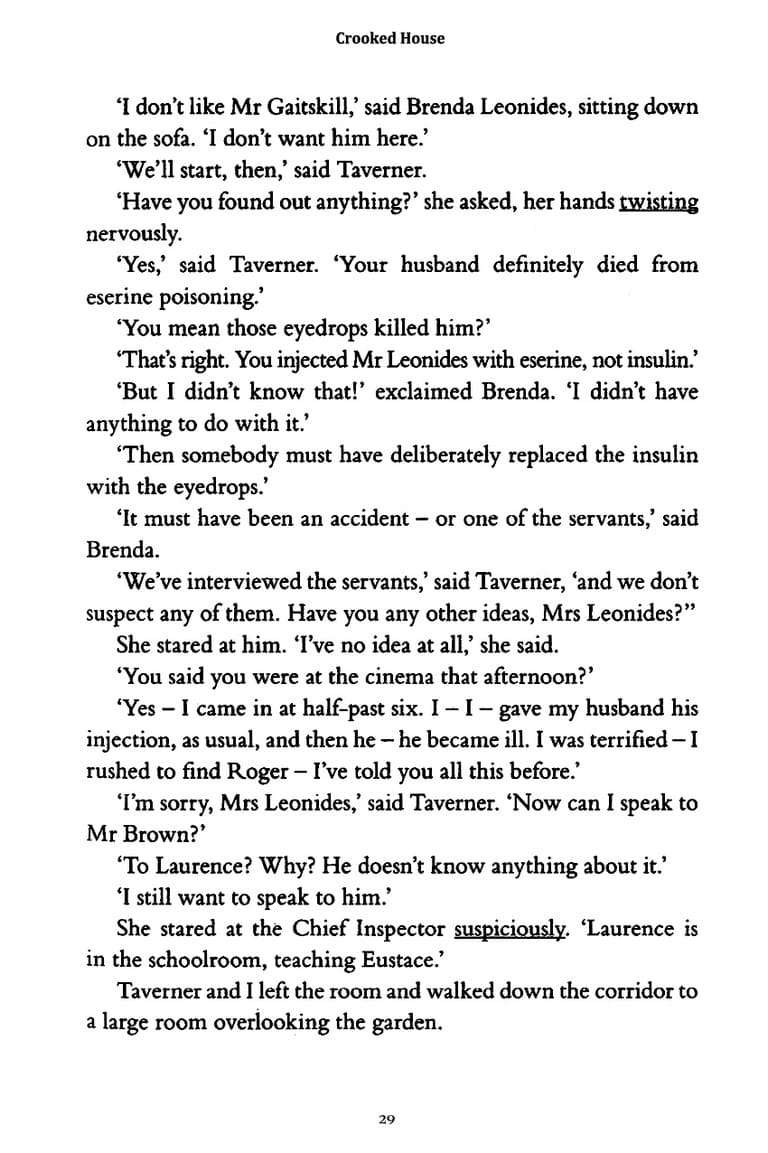 Crooked House
‘I don’t like Mr Gaitskill,’ said Brenda Leonides, sitting down
on the sofa. ‘I don’t want him here.’
‘We’ll start, then,’ said Taverner.
‘Have you found out anything?’ she asked, her hands twisting
nervously.
‘Yes,’ said Taverner. ‘Your husband definitely died from
eserine poisoning.’
‘You mean those eyedrops killed him?’
‘That’s right. You injected Mr Leonides with eserine, not insulin.’
‘But I didn’t know that!’ exclaimed Brenda. ‘I didn’t have
anything to do with it.’
‘Then somebody must have deliberately replaced the insulin
with the eyedrops.’
‘It must have been an accident – or one of the servants,’ said
Brenda.
‘We’ve interviewed the servants,’ said Taverner, ‘and we don’t
suspect any of them. Have you any other ideas, Mrs Leonides?”
She stared at him. ‘I’ve no idea at all,’ she said.
‘You said you were at the cinema that afternoon?’
‘Yes – I came in at half-past six. I – I – gave my husband his
injection, as usual, and then he – he became ill. I was terrified – I
rushed to find Roger – I’ve told you all this before.’
‘I’m sorry, Mrs Leonides,’ said Taverner. ‘Now can I speak to
Mr Brown?’
‘To Laurence? Why? He doesn’t know anything about it.’
‘I still want to speak to him.’
She stared at the Chief Inspector suspiciously. ‘Laurence is
in the schoolroom, teaching Eustace.’
Taverner and I left the room and walked down the corridor to
a large room overlooking the garden.
29